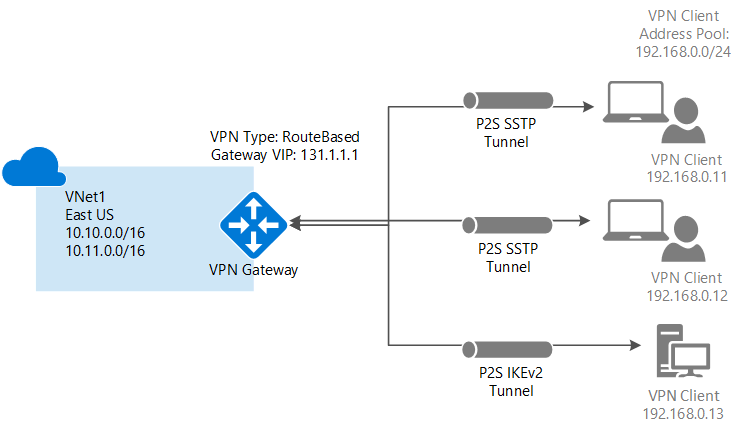 VPN Client
Address Pool:
192.168.0.0/24
VPN Type: RouteBased
Gateway VIP: 131.1.1.1
P2S SSTP
Tunnel
VPN Client
192.168.0.11
VNet1
East US
10.10.0.0/16
10.11.0.0/16
VPN Gateway
P2S SSTP
Tunnel
VPN Client
192.168.0.12
P2S IKEv2
Tunnel
VPN Client
192.168.0.13